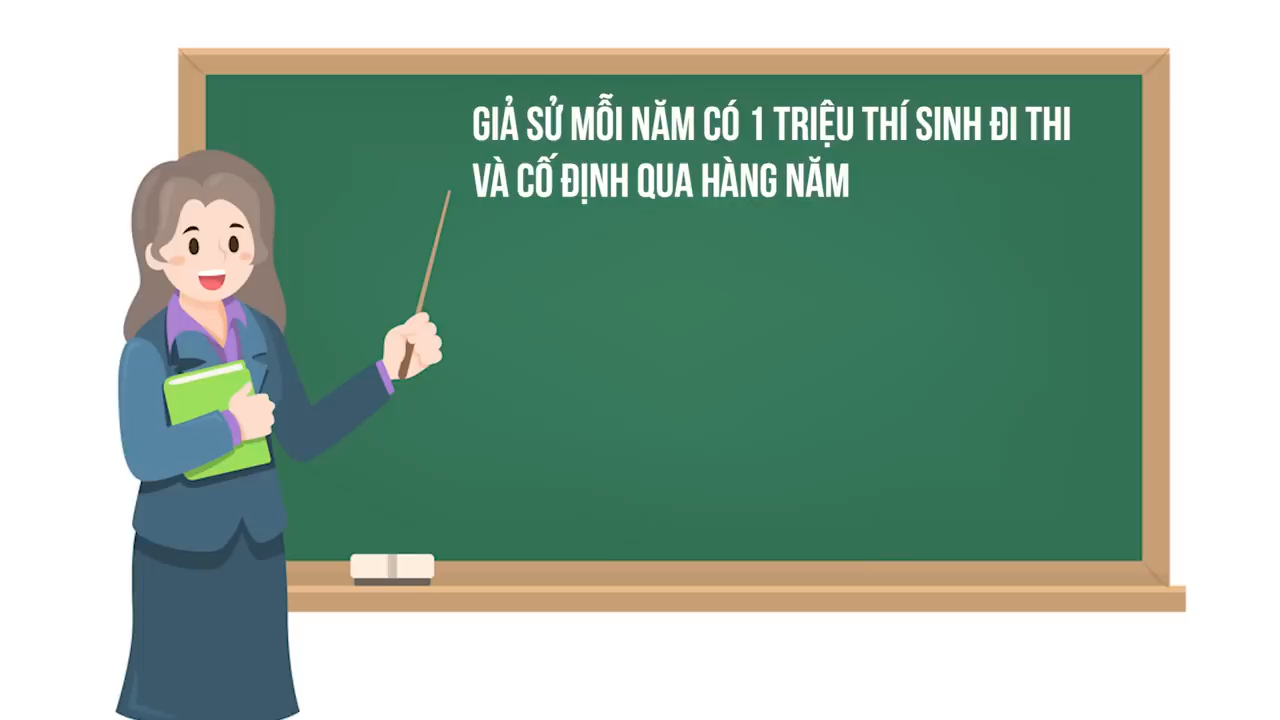 GIẢ SỬ MỖI NĂM CÓ 1 TRIỆU THÍ SINH ĐI THI
VÀ CỐ ĐỊNH QUA HÀNG NĂM